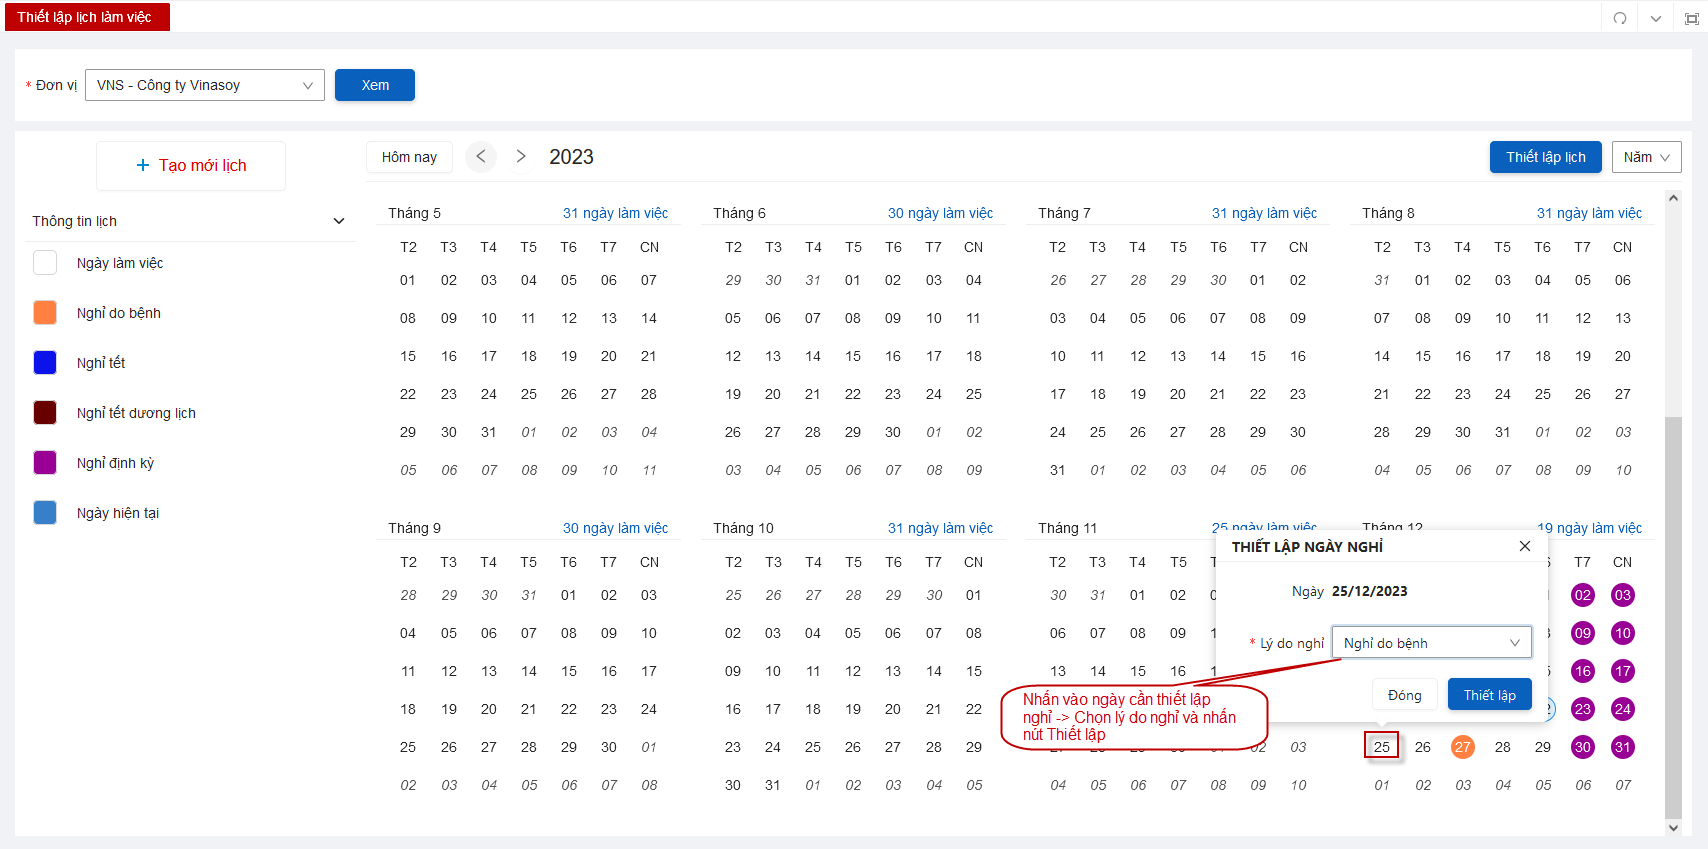 Thiết lập lịch làm việc
* Đơn vị VNS - Công ty Vinasoy Xem
+ Tạo mới lịch
Hôm nay < > 2023 Thiết lập lịch Năm
Thông tin lịch
Ngày làm việc
Nghỉ do bệnh
Nghỉ tết
Nghỉ tết dương lịch
Nghỉ định kỳ
Ngày hiện tại
Tháng 5 31 ngày làm việc
T2 T3 T4 T5 T6 T7 CN
01 02 03 04 05 06 07
08 09 10 11 12 13 14
15 16 17 18 19 20 21
22 23 24 25 26 27 28
29 30 31 01 02 03 04
05 06 07 08 09 10 11
Tháng 6 30 ngày làm việc
T2 T3 T4 T5 T6 T7 CN
29 30 31 01 02 03 04
05 06 07 08 09 10 11
12 13 14 15 16 17 18
19 20 21 22 23 24 25
26 27 28 29 30 01 02
03 04 05 06 07 08 09
Tháng 7 31 ngày làm việc
T2 T3 T4 T5 T6 T7 CN
26 27 28 29 30 01 02
03 04 05 06 07 08 09
10 11 12 13 14 15 16
17 18 19 20 21 22 23
24 25 26 27 28 29 30
31 01 02 03 04 05 06
Tháng 8 31 ngày làm việc
T2 T3 T4 T5 T6 T7 CN
31 01 02 03 04 05 06
07 08 09 10 11 12 13
14 15 16 17 18 19 20
21 22 23 24 25 26 27
28 29 30 31 01 02 03
04 05 06 07 08 09 10
Tháng 9 30 ngày làm việc
T2 T3 T4 T5 T6 T7 CN
28 29 30 31 01 02 03
04 05 06 07 08 09 10
11 12 13 14 15 16 17
18 19 20 21 22 23 24
25 26 27 28 29 30 01
02 03 04 05 06 07 08
Tháng 10 31 ngày làm việc
T2 T3 T4 T5 T6 T7 CN
25 26 27 28 29 30 01
02 03 04 05 06 07 08
09 10 11 12 13 14 15
16 17 18 19 20 21 22
23 24 25 26 27 28 29
30 31 01 02 03 04 05
Tháng 11 25 ngày làm việc
T2 T3 T4 T5
30 31 01 02
06 07 08 09
13 14 15 16
02 03
04 05 06 07 08 09 10
Tháng 12 19 ngày làm việc
T7 CN
02 03
09 10
16 17
23 24
25 26 27 28 29 30 31
01 02 03 04 05 06 07
THIẾT LẬP NGÀY NGHỈ
Ngày 25/12/2023
* Lý do nghỉ Nghỉ do bệnh
Đóng Thiết lập
Nhấn vào ngày cần thiết lập
nghỉ -> Chọn lý do nghỉ và nhấn
nút Thiết lập